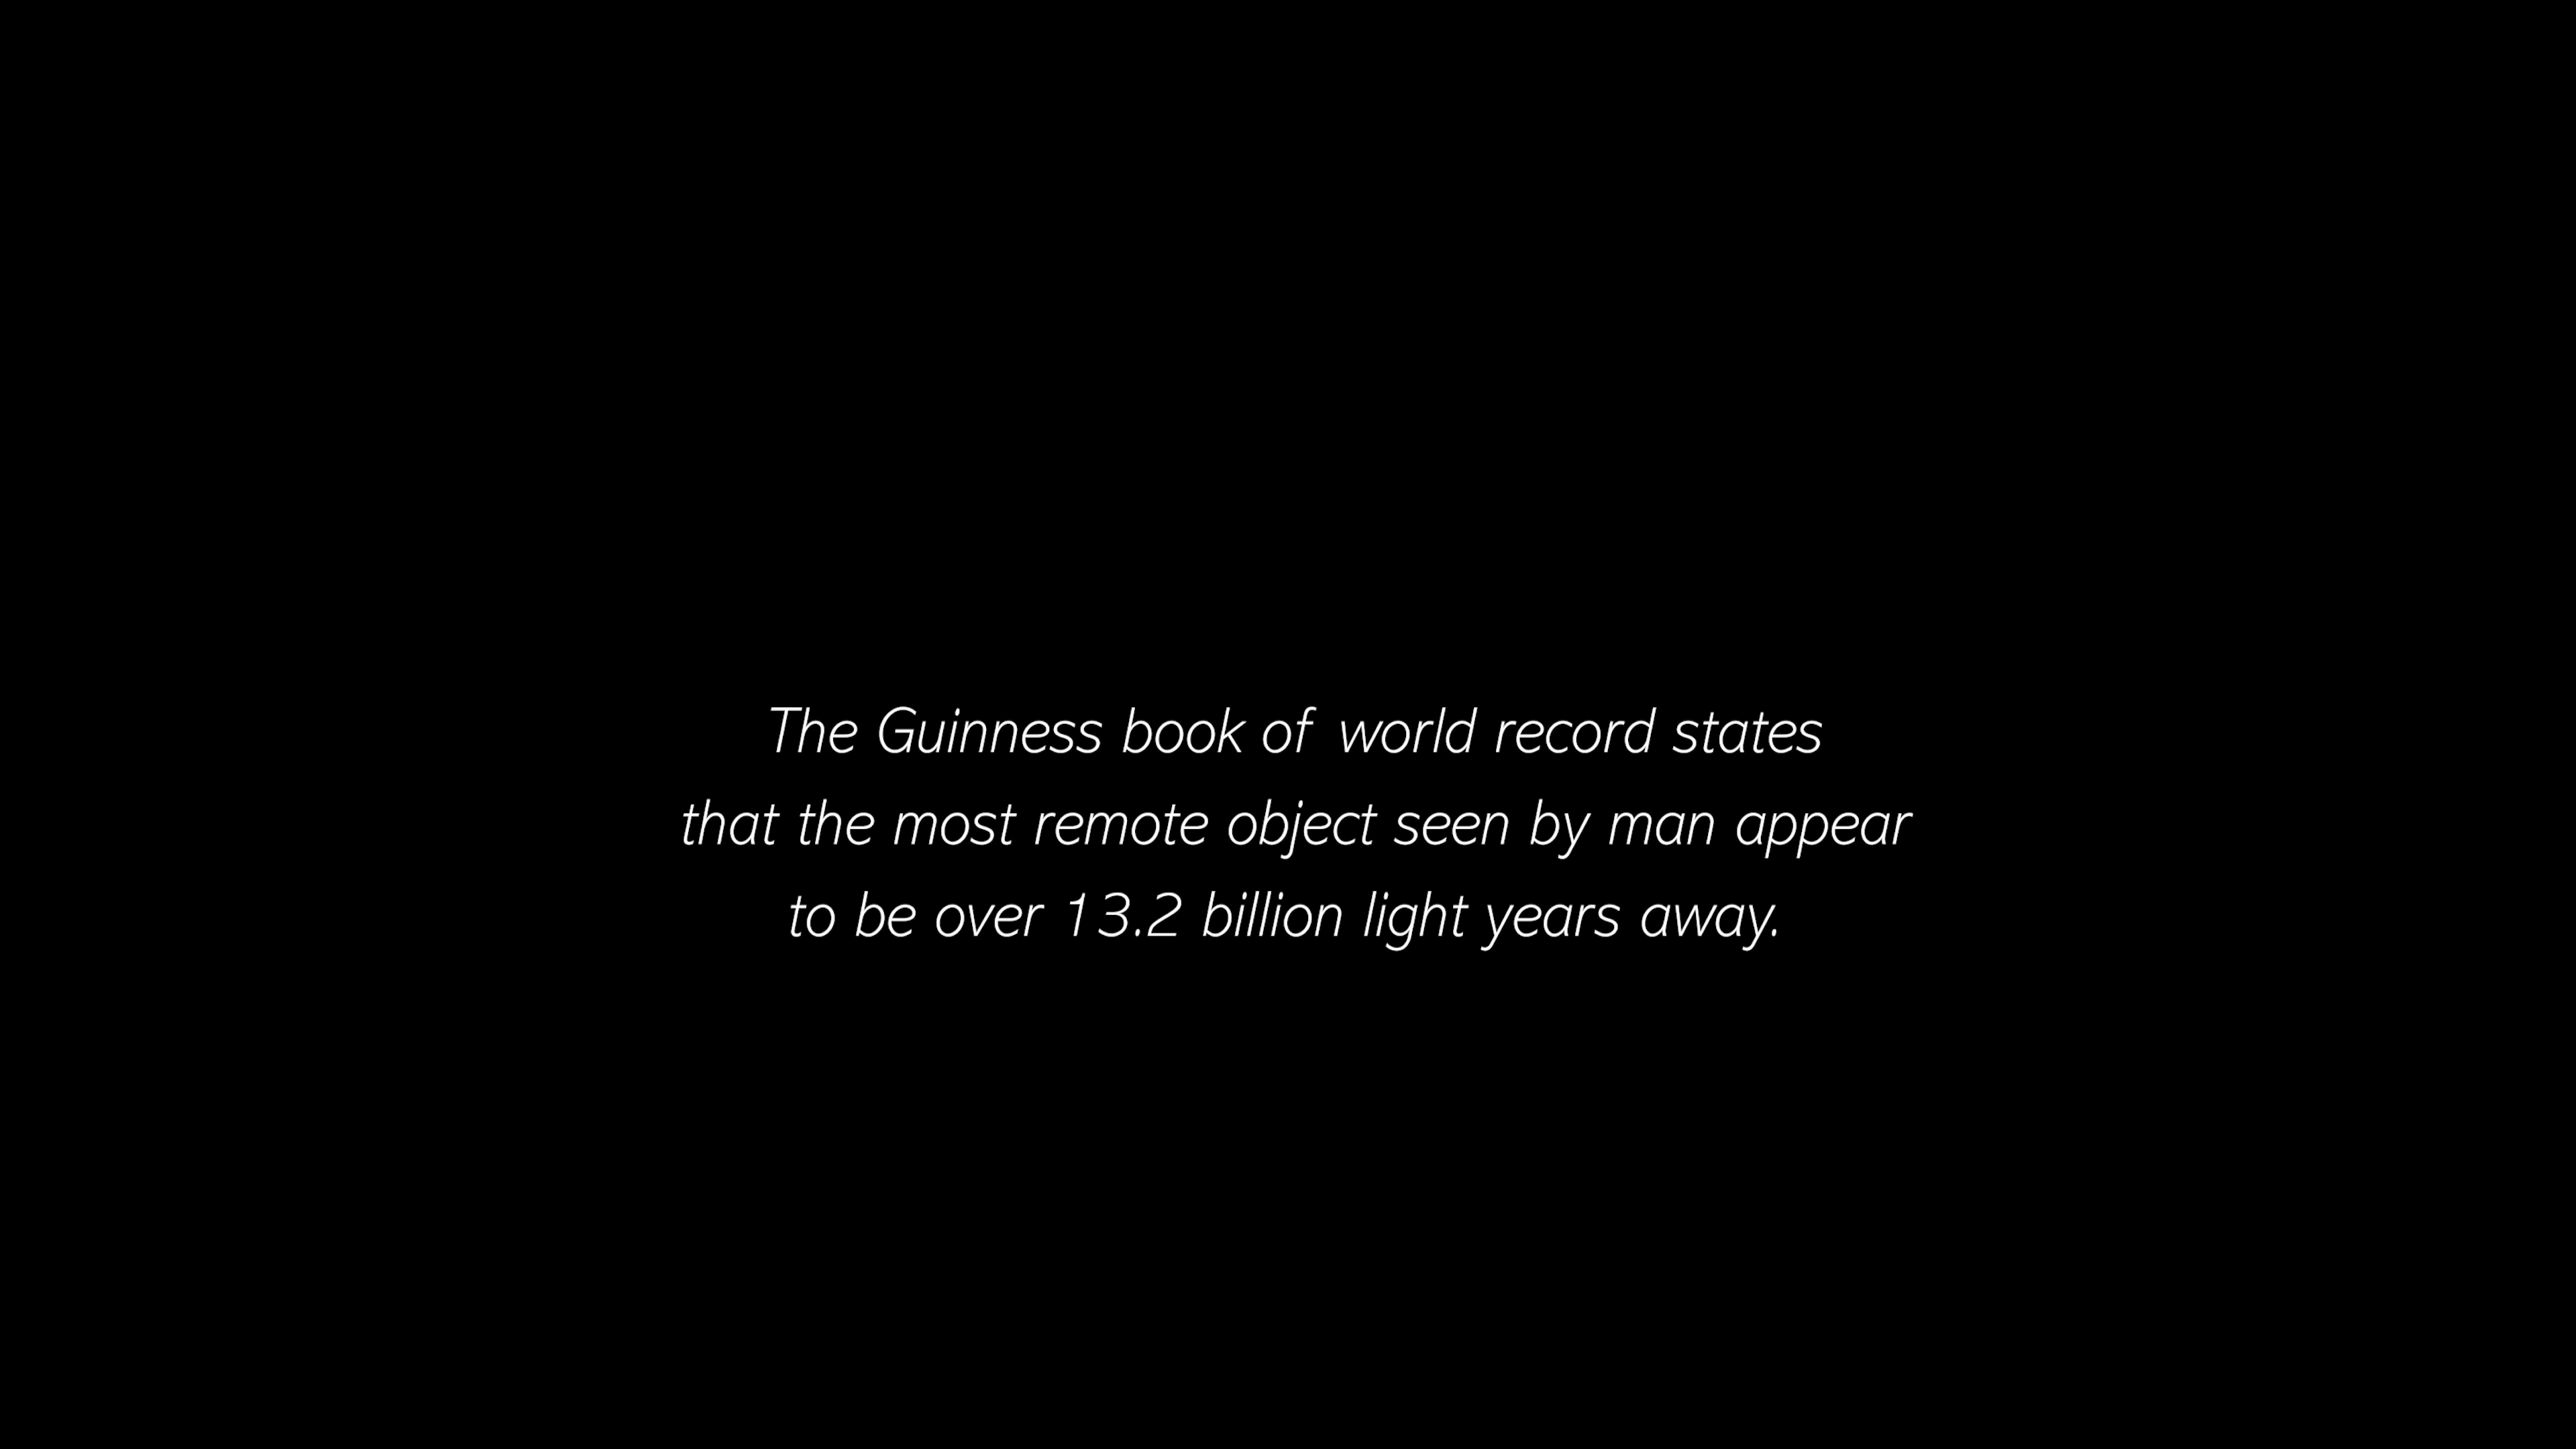 The Guinness book of world record states
that the most remote object seen by man appear
to be over 13.2 billion light years away.